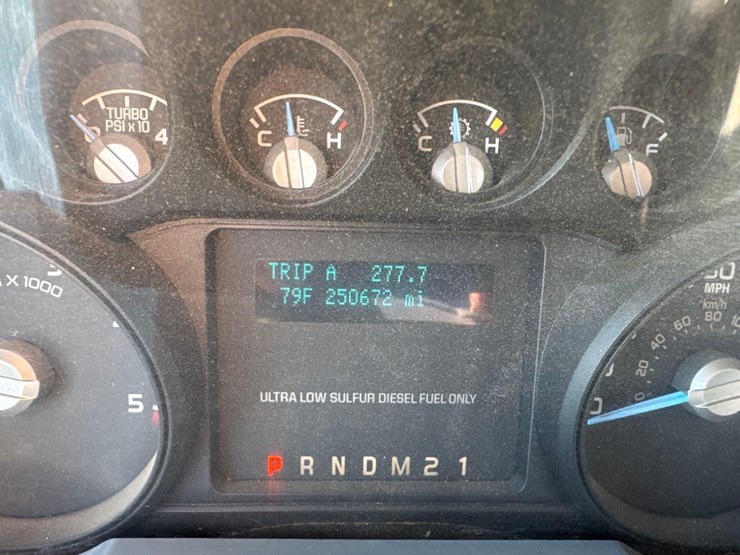 TURBO
PSI x 10
4
C H
C H
F
TRIP A 277.7
79F 250672 mi
X 1000
5
ULTRA LOW SULFUR DIESEL FUEL ONLY
P R N D M 2 1
MPH
km/h
20 40 60 80